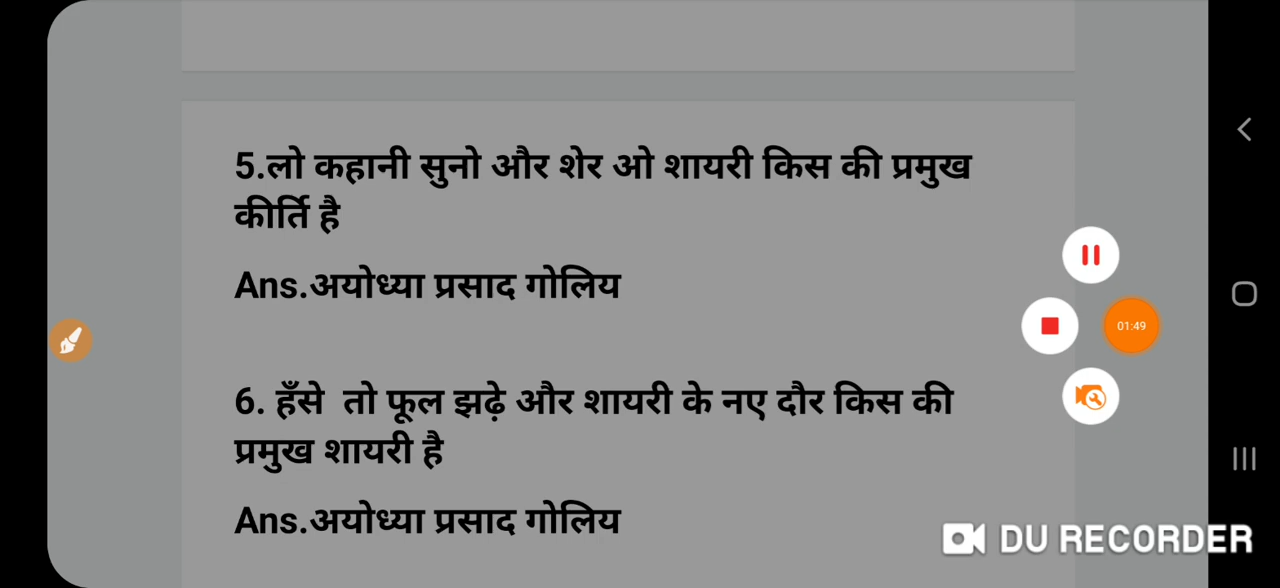 5.लो कहानी सुनो और शेर ओ शायरी किस की प्रमुख
कीर्ति है
Ans.अयोध्या प्रसाद गोलिय
01:49
6. हँसे तो फूल झढ़े और शायरी के नए दौर किस की
प्रमुख शायरी है
Ans.अयोध्या प्रसाद गोलिय
DU RECORDER